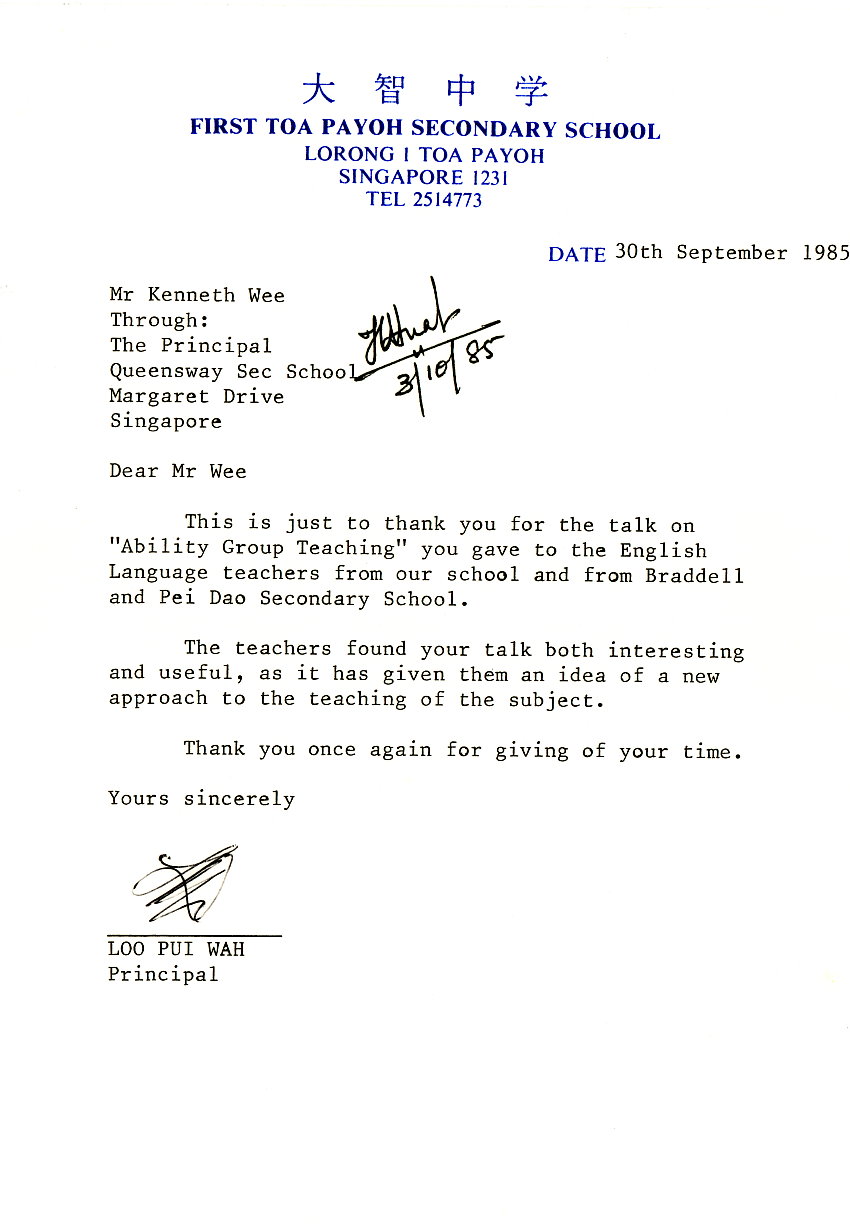 大智中学
FIRST TOA PAYOH SECONDARY SCHOOL
LORONG 1 TOA PAYOH
SINGAPORE 1231
TEL 2514773
DATE 30th September 1985
Mr Kenneth Wee
Through:
The Principal
Queensway Sec School
Margaret Drive
Singapore
3/10/85
Dear Mr Wee
This is just to thank you for the talk on
"Ability Group Teaching" you gave to the English
Language teachers from our school and from Braddell
and Pei Dao Secondary School.
The teachers found your talk both interesting
and useful, as it has given them an idea of a new
approach to the teaching of the subject.
Thank you once again for giving of your time.
Yours sincerely
LOO PUI WAH
Principal